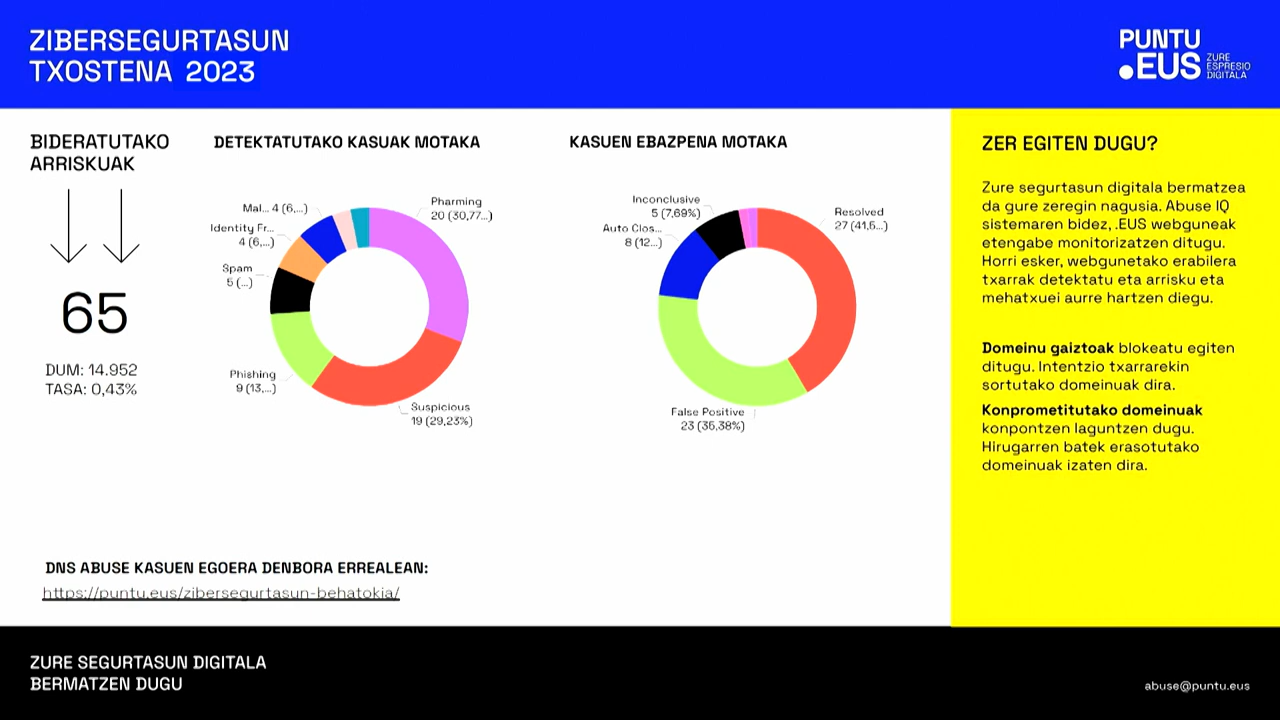 ZIBERSEGURTASUN
TXOSTENA 2023
PUNTU
.EUS
ZURE
ESPRESIO
DIGITALA
BIDERATUTAKO
ARRISKUAK
65
DUM: 14.952
TASA: 0,43%
DETEKTATUTAKO KASUAK MOTAKA
Pharming
20 (30,77...)
Mal... 4 (6,...)
Identity Fr...
4 (6,...)
Spam
5 (...)
Phishing
9 (13,...)
Suspicious
19 (29,23%)
KASUEN EBAZPENA MOTAKA
Inconclusive
5 (7,69%)
Auto Clos...
8 (12...)
Resolved
27 (41,5...)
False Positive
23 (35,38%)
DNS ABUSE KASUEN EGOERA DENBORA ERREALEAN:
https://puntu.eus/zibersegurtasun-behatokia/
ZER EGITEN DUGU?
Zure segurtasun digitala bermatzea
da gure zeregin nagusia. Abuse IQ
sistemaren bidez, .EUS webguneak
etengabe monitorizatzen ditugu.
Horri esker, webgunetako erabilera
txarrak detektatu eta arrisku eta
mehatxuei aurre hartzen diegu.
Domeinu gaiztoak blokeatu egiten
ditugu. Intentzio txarrarekin
sortutako domeinuak dira.
Konprometitutako domeinuak
konpontzen laguntzen dugu.
Hirugarren batek erasotutako
domeinuak izaten dira.
ZURE SEGURTASUN DIGITALA
BERMATZEN DUGU
abuse@puntu.eus